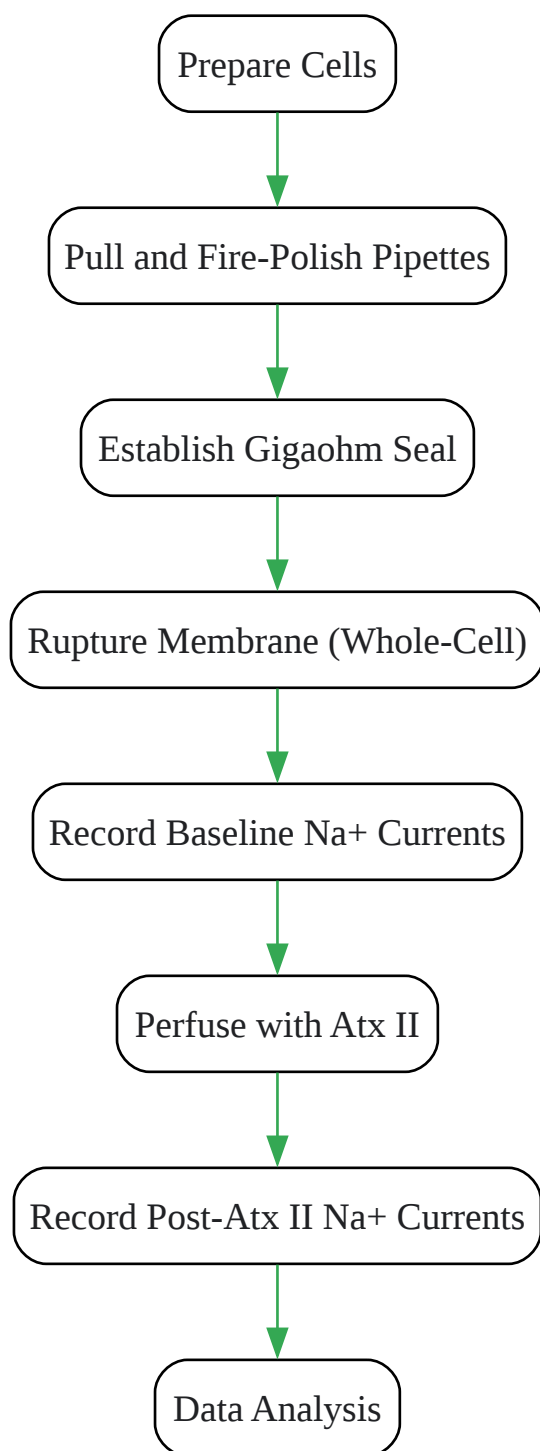 Prepare Cells
Pull and Fire-Polish Pipettes
Establish Gigaohm Seal
Rupture Membrane (Whole-Cell)
Record Baseline Na+ Currents
Perfuse with Atx II
Record Post-Atx II Na+ Currents
Data Analysis